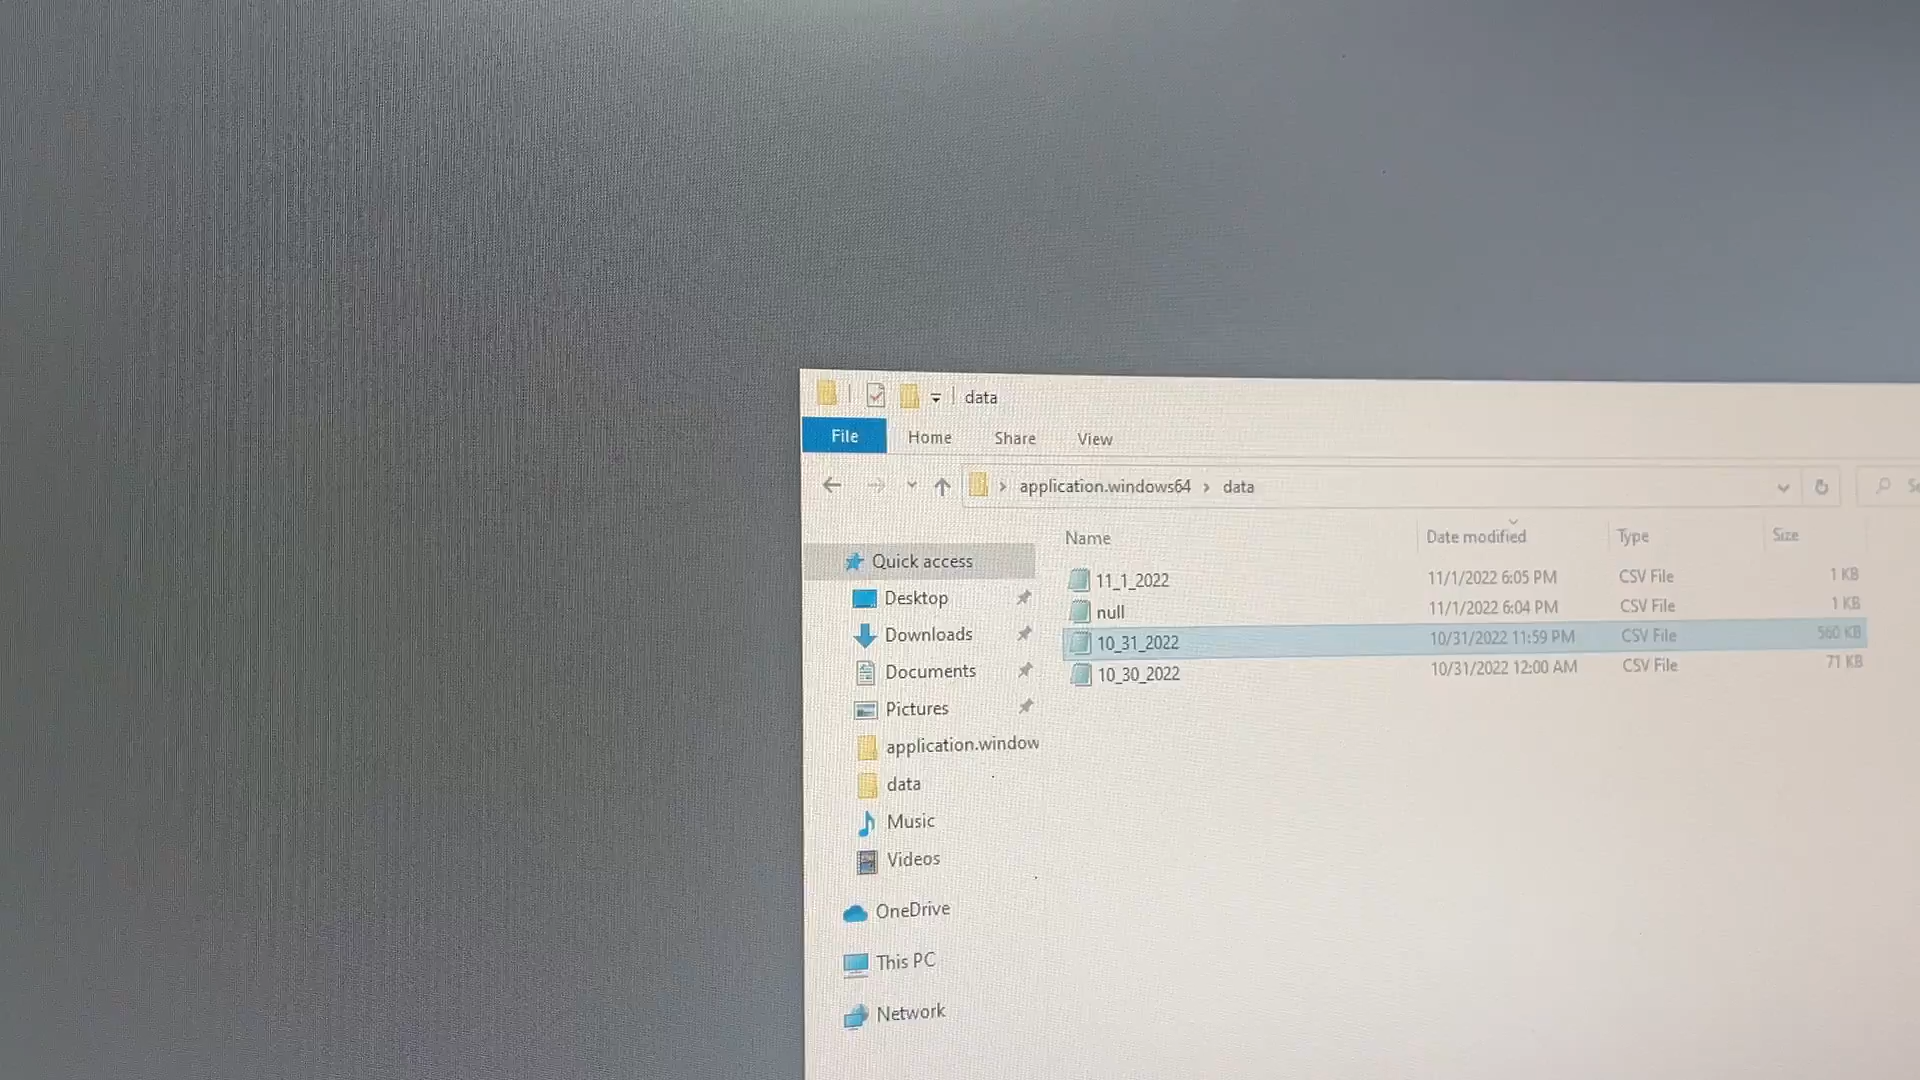 data
File Home Share View
application.windows64 > data
Name Date modified Type Size
Quick access
Desktop
Downloads
Documents
Pictures
application.window
data
Music
Videos
OneDrive
This PC
Network
11_1_2022 11/1/2022 6:05 PM CSV File 1 KB
null 11/1/2022 6:04 PM CSV File 1 KB
10_31_2022 10/31/2022 11:59 PM CSV File 560 KB
10_30_2022 10/31/2022 12:00 AM CSV File 71 KB